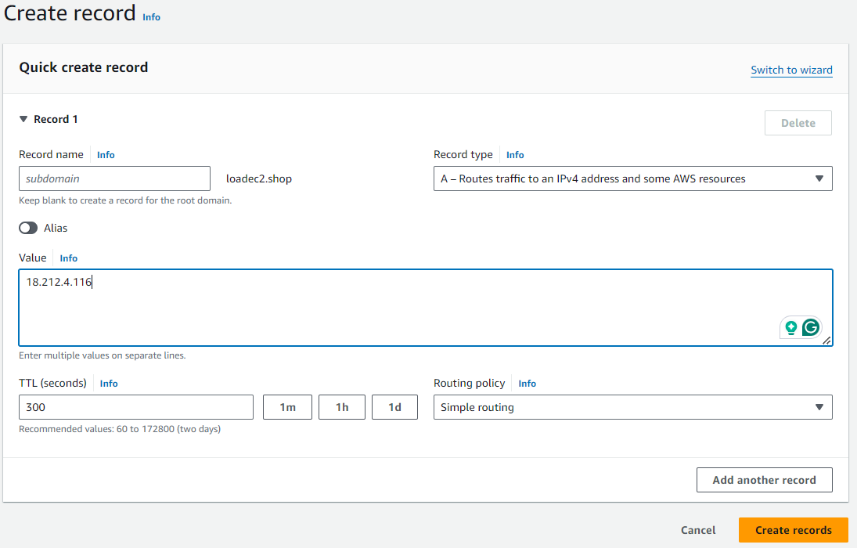 Create record Info
Quick create record
Switch to wizard
Record 1
Delete
Record name Info
Record type Info
subdomain
loadec2.shop
A – Routes traffic to an IPv4 address and some AWS resources
Keep blank to create a record for the root domain.
Alias
Value Info
18.212.4.116
Enter multiple values on separate lines.
TTL (seconds) Info
Routing policy Info
300
1m
1h
1d
Simple routing
Recommended values: 60 to 172800 (two days)
Add another record
Cancel
Create records